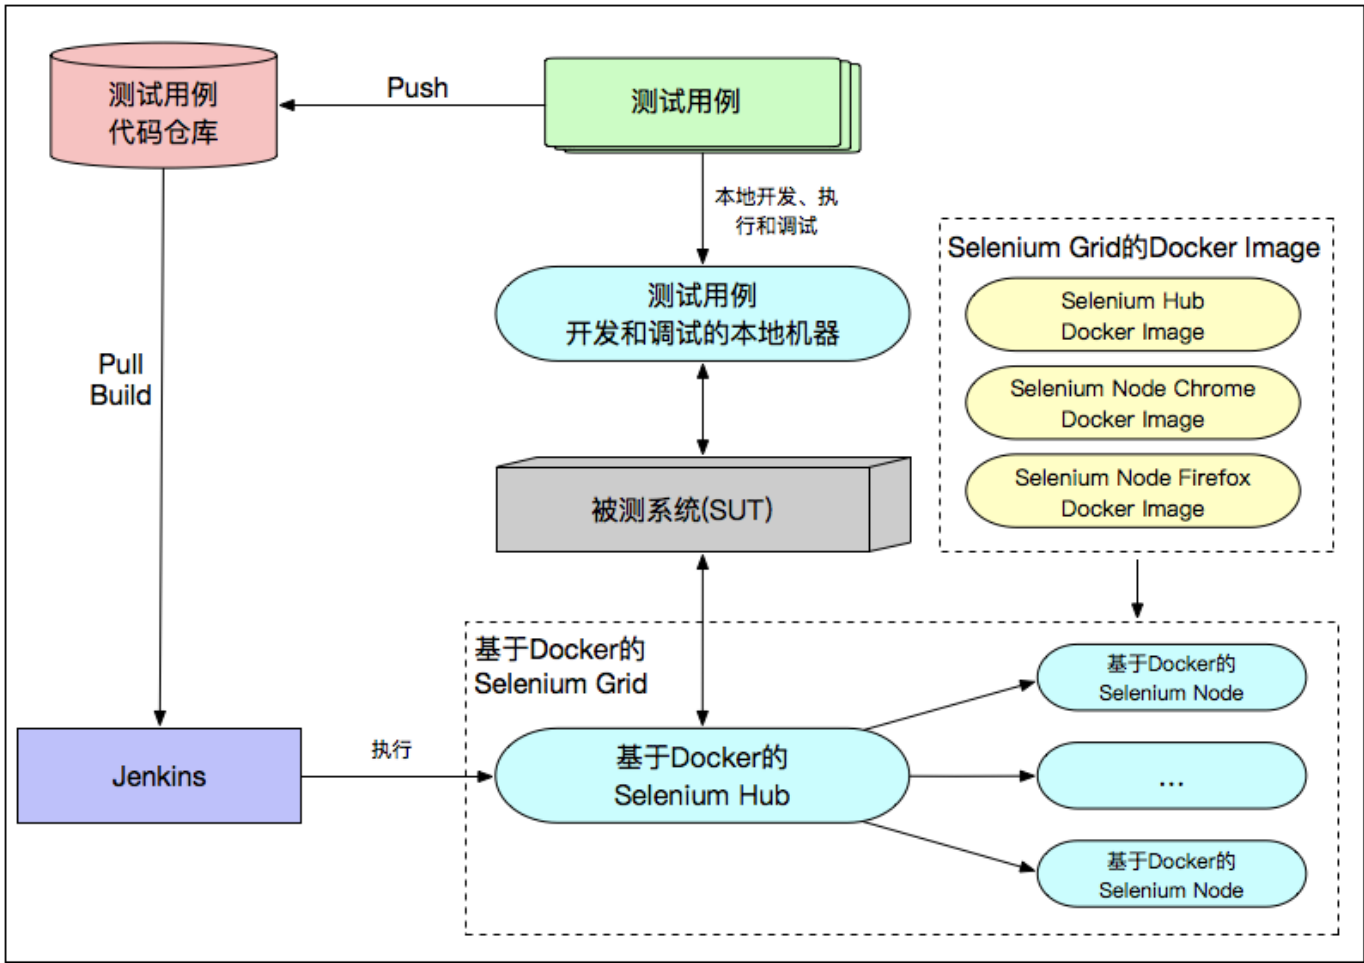 测试用例
代码仓库
Push
测试用例
本地开发、执
行和调试
Selenium Grid的Docker Image
Selenium Hub
Docker Image
Selenium Node Chrome
Docker Image
Selenium Node Firefox
Docker Image
测试用例
开发和调试的本地机器
Pull
Build
被测系统(SUT)
基于Docker的
Selenium Grid
基于Docker的
Selenium Node
Jenkins
执行
基于Docker的
Selenium Hub
...
基于Docker的
Selenium Node